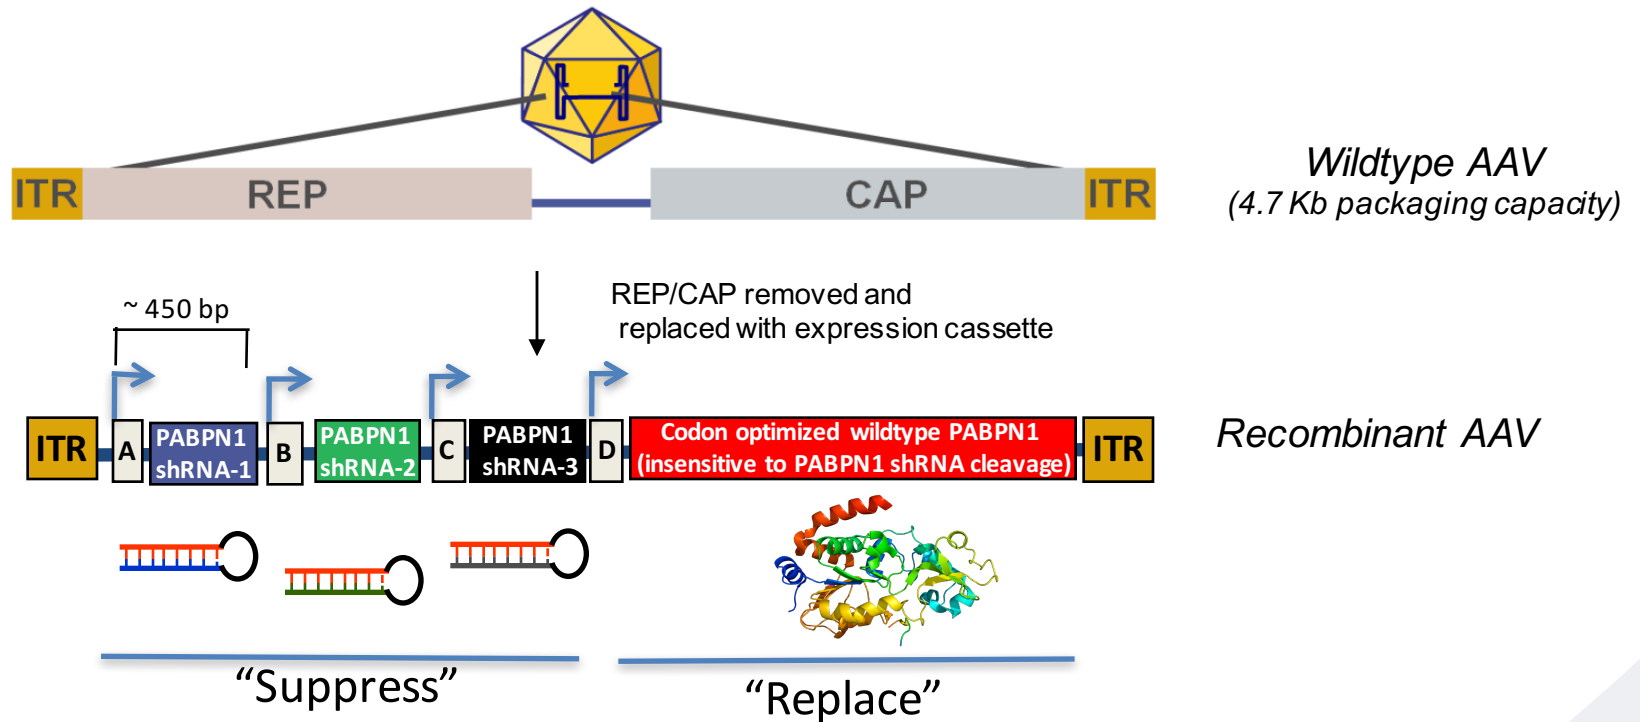 ITR
REP
CAP
ITR
Wildtype AAV
(4.7 Kb packaging capacity)
~ 450 bp
REP/CAP removed and
replaced with expression cassette
ITR
A
PABPN1
shRNA-1
B
PABPN1
shRNA-2
C
PABPN1
shRNA-3
D
Codon optimized wildtype PABPN1
(insensitive to PABPN1 shRNA cleavage)
ITR
Recombinant AAV
“Suppress”
“Replace”